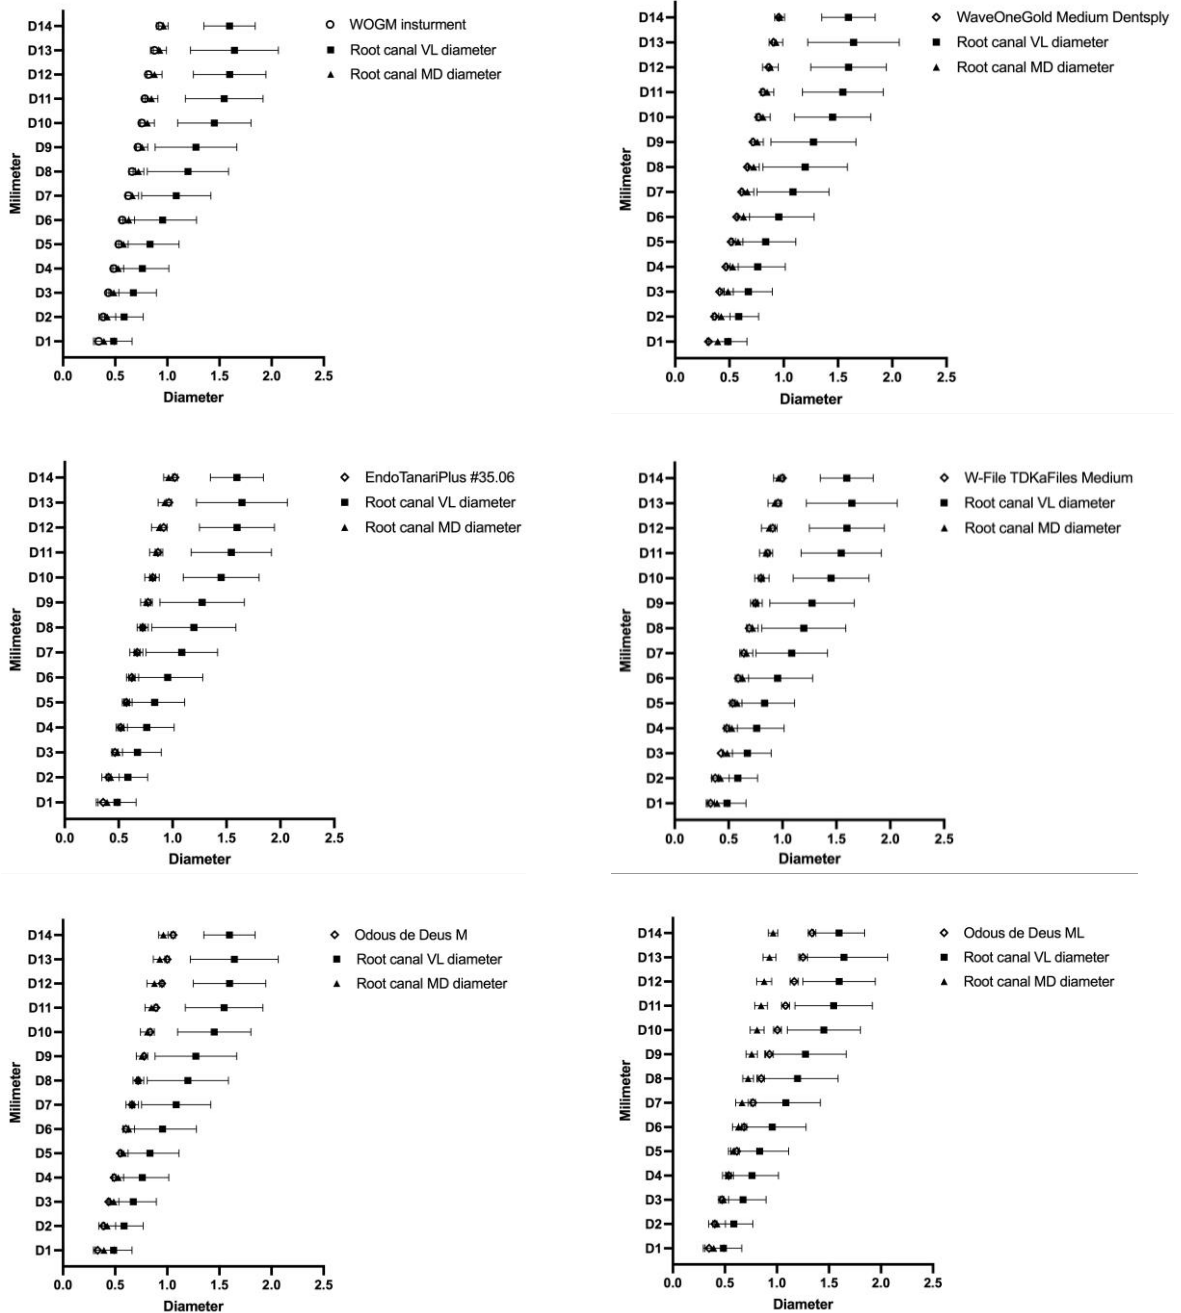 D14
D13
D12
D11
D10
D9
D8
D7
D6
D5
D4
D3
D2
D1
Milimeter
0.0 0.5 1.0 1.5 2.0 2.5
Diameter
WOGM insturment
Root canal VL diameter
Root canal MD diameter
D14
D13
D12
D11
D10
D9
D8
D7
D6
D5
D4
D3
D2
D1
Milimeter
0.0 0.5 1.0 1.5 2.0 2.5
Diameter
WaveOneGold Medium Dentsply
Root canal VL diameter
Root canal MD diameter
D14
D13
D12
D11
D10
D9
D8
D7
D6
D5
D4
D3
D2
D1
Milimeter
0.0 0.5 1.0 1.5 2.0 2.5
Diameter
EndoTanariPlus #35.06
Root canal VL diameter
Root canal MD diameter
D14
D13
D12
D11
D10
D9
D8
D7
D6
D5
D4
D3
D2
D1
Milimeter
0.0 0.5 1.0 1.5 2.0 2.5
Diameter
W-File TDKaFiles Medium
Root canal VL diameter
Root canal MD diameter
D14
D13
D12
D11
D10
D9
D8
D7
D6
D5
D4
D3
D2
D1
Milimeter
0.0 0.5 1.0 1.5 2.0 2.5
Diameter
Odous de Deus M
Root canal VL diameter
Root canal MD diameter
D14
D13
D12
D11
D10
D9
D8
D7
D6
D5
D4
D3
D2
D1
Milimeter
0.0 0.5 1.0 1.5 2.0 2.5
Diameter
Odous de Deus ML
Root canal VL diameter
Root canal MD diameter